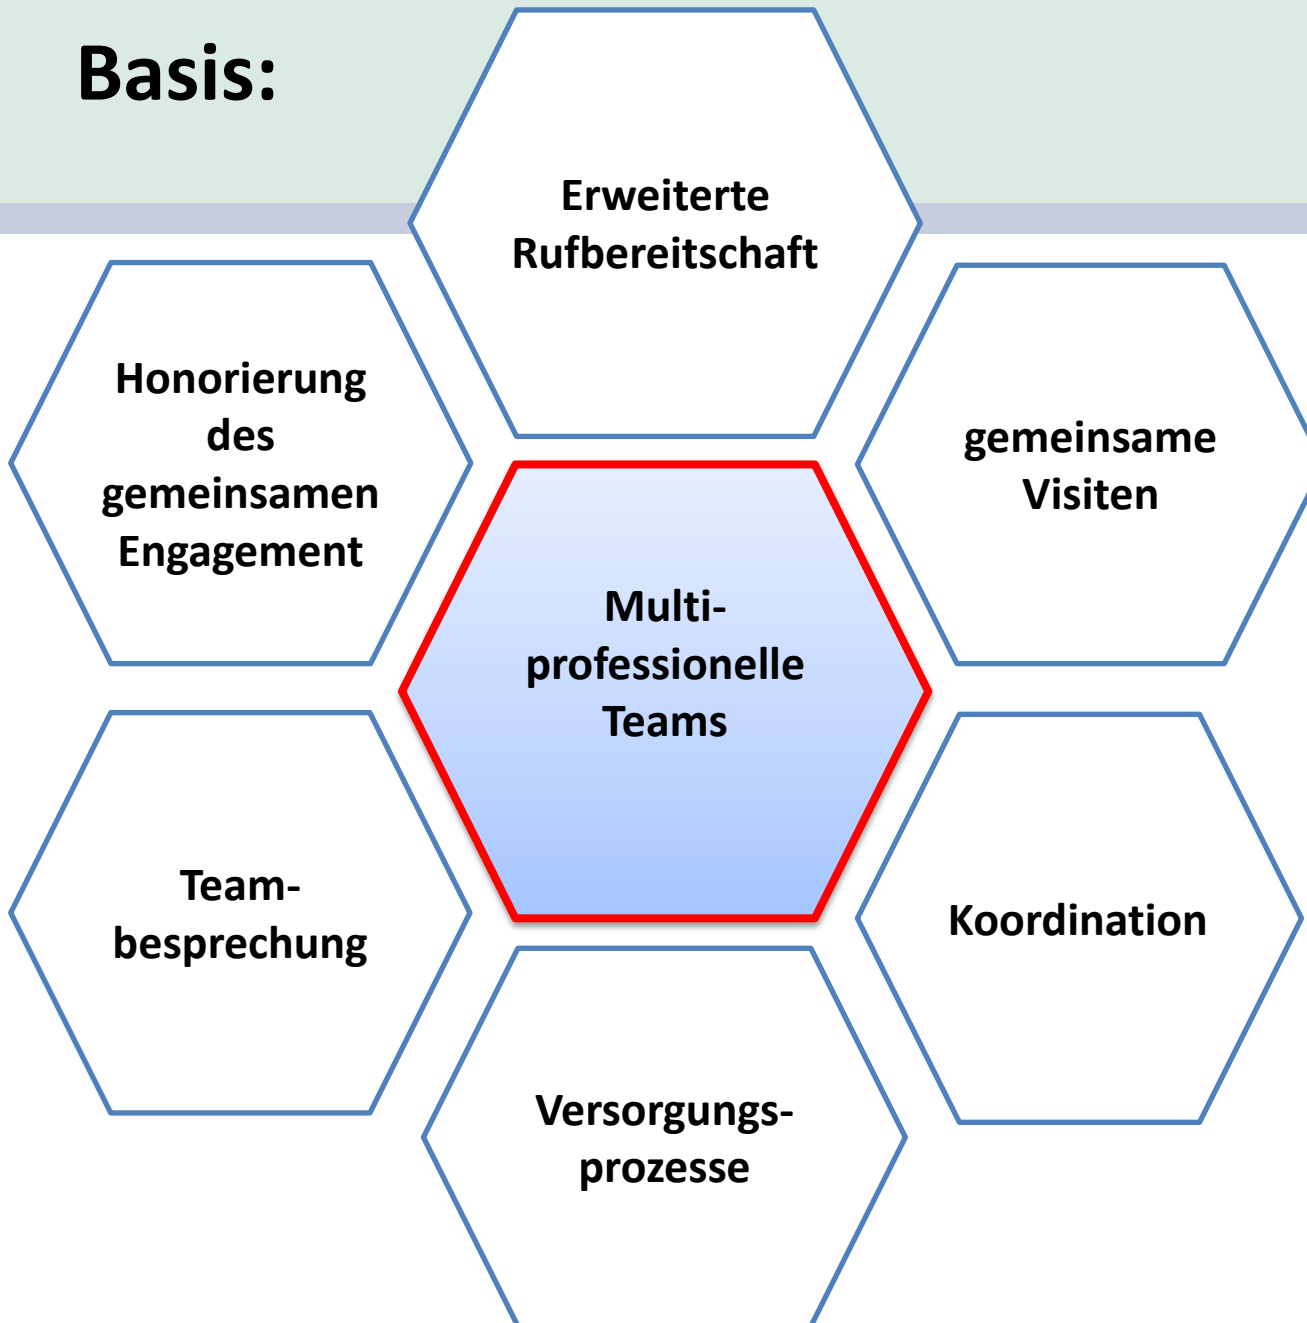 Basis:
Erweiterte
Rufbereitschaft
Honorierung
des
gemeinsamen
Engagement
gemeinsame
Visiten
Multi-
professionelle
Teams
Team-
besprechung
Koordination
Versorgungs-
prozesse